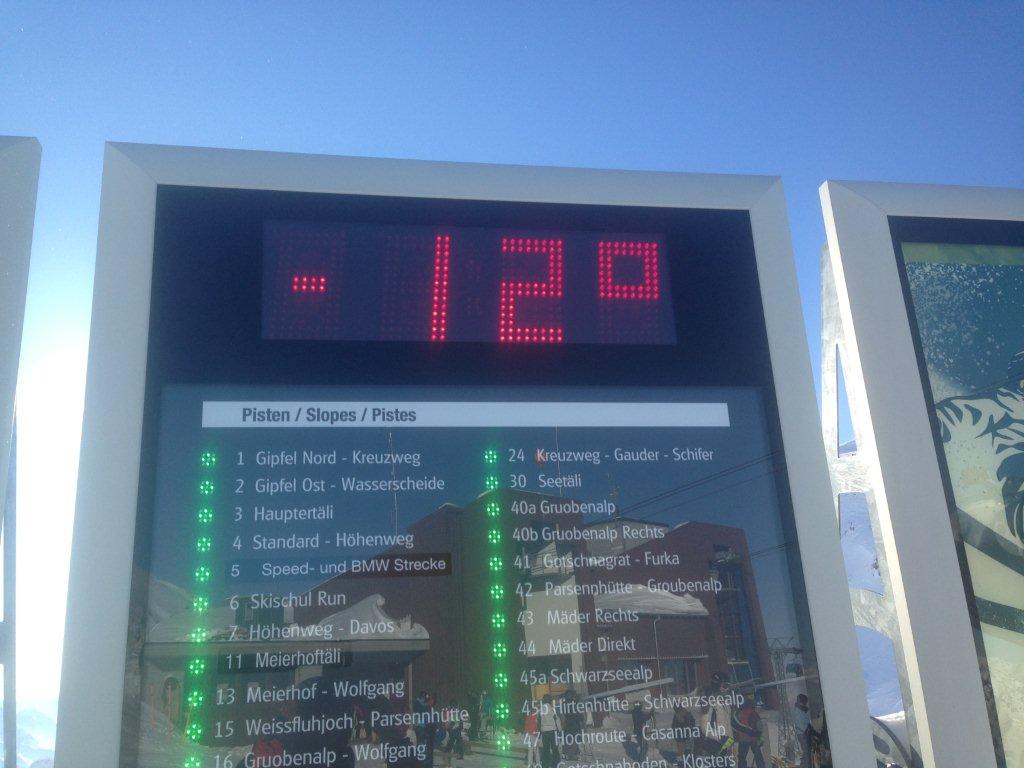 -12°
Pisten / Slopes / Pistes
1 Gipfel Nord - Kreuzweg
2 Gipfel Ost - Wasserscheide
3 Hauptertäli
4 Standard - Höhenweg
5 Speed- und BMW Strecke
6 Skischul Run
7 Höhenweg - Davos
11 Meierhoftäli
13 Meierhof - Wolfgang
15 Weissfluhjoch - Parsennhütte
16 Gruobenalp - Wolfgang
24 Kreuzweg - Gauder - Schifer
30 Seetäli
40a Gruobenalp
40b Gruobenalp Rechts
41 Gotschnagrat - Furka
42 Parsennhütte - Groubenalp
43 Mäder Rechts
44 Mäder Direkt
45a Schwarzseealp
45b Hirtenhütte - Schwarzseealp
47 Hochroute - Casanna Alp
Gotschnaboden - Klosters